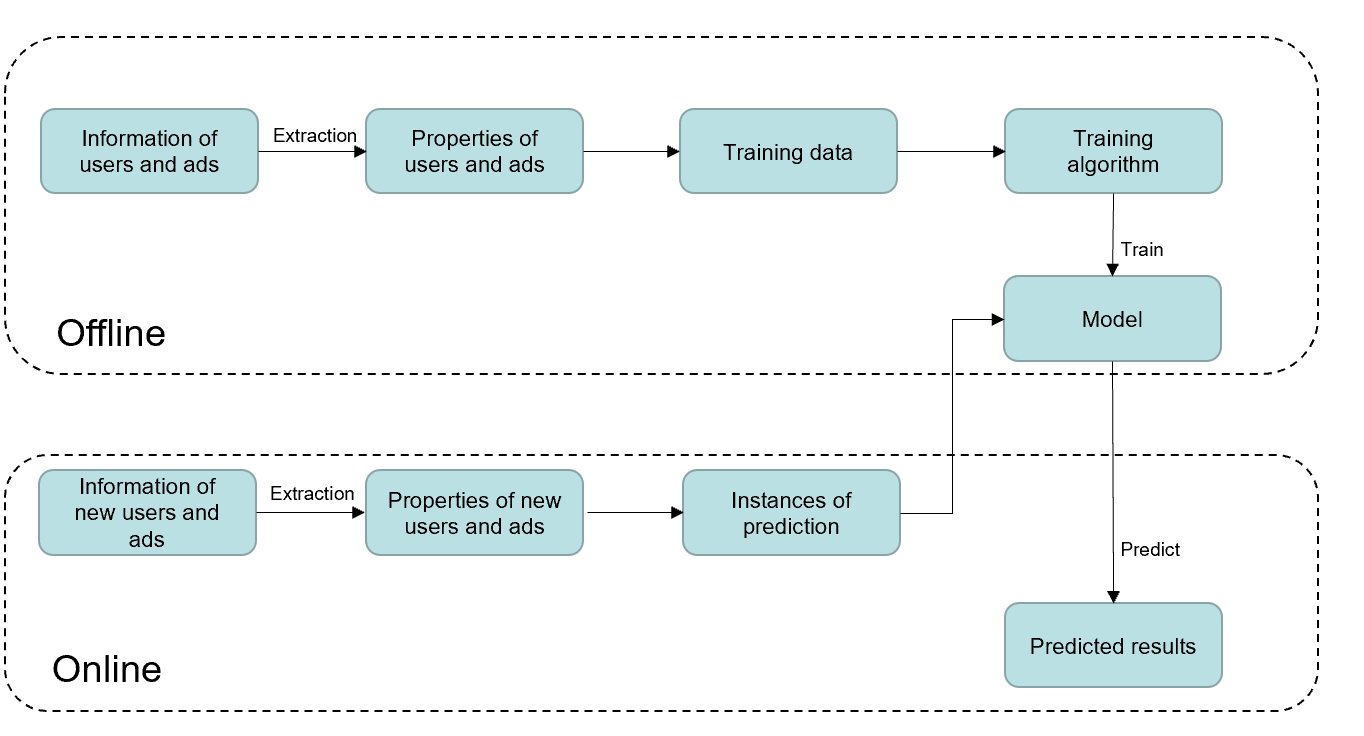 Information of
users and ads
Extraction
Properties of
users and ads
Training data
Training
algorithm
Train
Model
Offline
Information of
new users and
ads
Extraction
Properties of new
users and ads
Instances of
prediction
Predict
Predicted results
Online